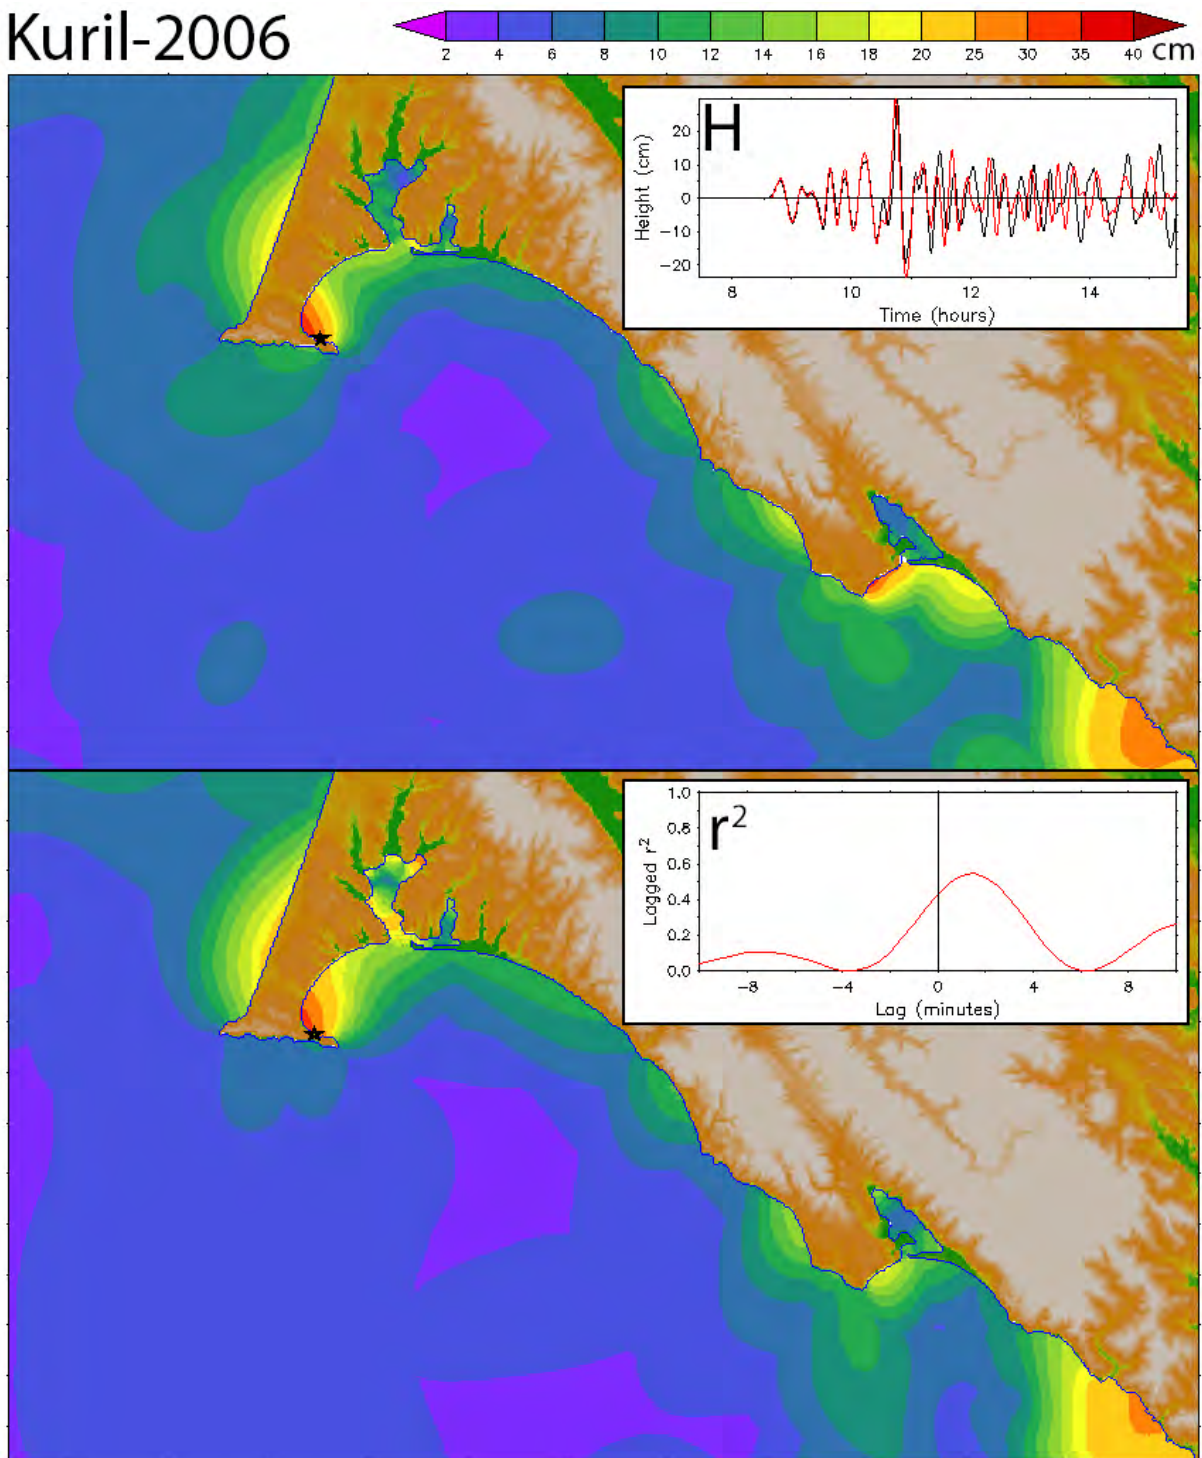 Kuril-2006
2 4 6 8 10 12 14 16 18 20 25 30 35 40 cm
H
Height (cm)
20
10
0
-10
-20
8 10 12 14
Time (hours)
r²
Lagged r²
1.0
0.8
0.6
0.4
0.2
0.0
-8 -4 0 4 8
Lag (minutes)